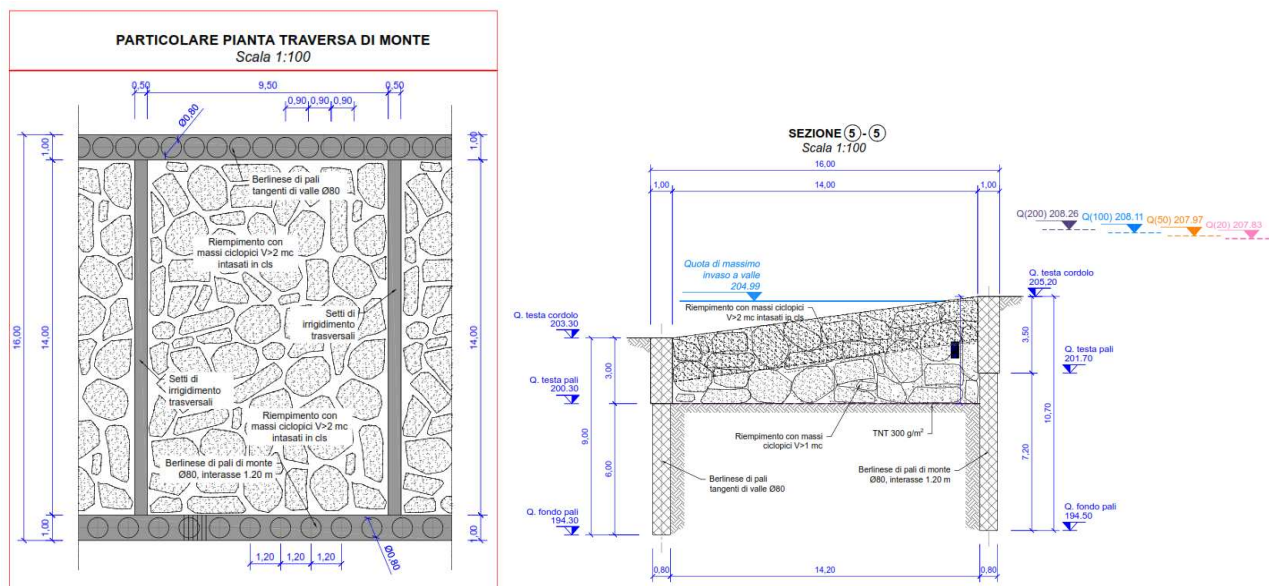 PARTICOLARE PIANTA TRAVERSA DI MONTE
Scala 1:100
0,50
9,50
0,50
0,90
0,90
0,90
Ø0,80
1,00
1,00
Berlinese di pali
tangenti di valle Ø80
Riempimento con
massi ciclopici V>2 mc
intasati in cls
Setti di
irrigidimento
trasversali
16,00
14,00
14,00
Setti di
irrigidimento
trasversali
Riempimento con
massi ciclopici V>2 mc
intasati in cls
Berlinese di pali di monte
Ø80, interasse 1.20 m
1,00
1,00
1,20
1,20
1,20
Ø0,80
SEZIONE 5 - 5
Scala 1:100
16,00
1,00
14,00
1,00
Q(200) 208.26
Q(100) 208.11
Q(50) 207.97
Q(20) 207.83
Quota di massimo
invaso a valle
204.99
Q. testa cordolo
205,20
Riempimento con massi ciclopici
V>2 mc intasati in cls
Q. testa cordolo
203.30
3,00
3,50
Q. testa pali
201.70
Q. testa pali
200.30
TNT 300 g/m²
Riempimento con massi
ciclopici V>1 mc
9,00
10,70
6,00
7,20
Berlinese di pali
tangenti di valle Ø80
Berlinese di pali di monte
Ø80, interasse 1.20 m
Q. fondo pali
194.30
Q. fondo pali
194.50
0,80
14,20
0,80